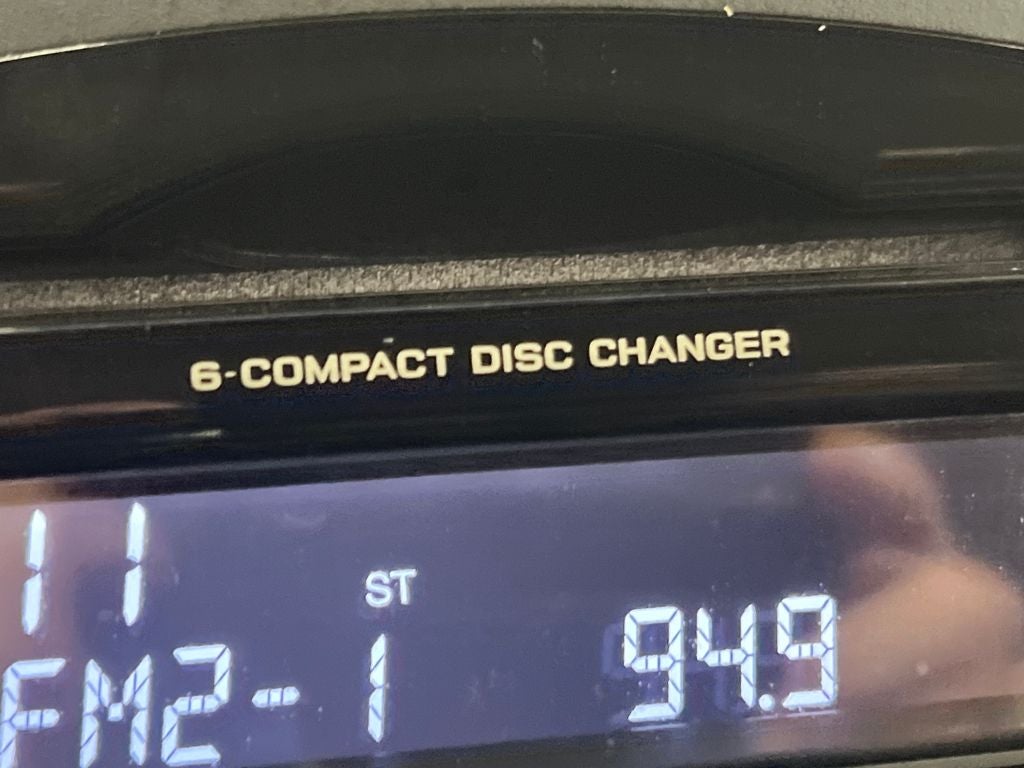 6-COMPACT DISC CHANGER
11
ST
FM2-1 94.9